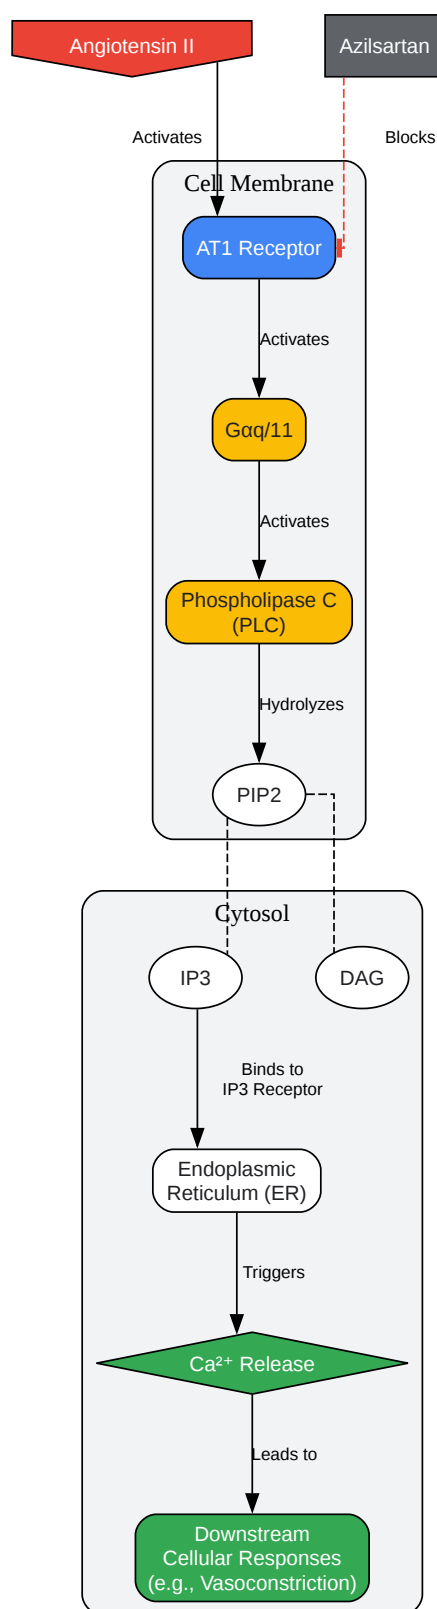 Angiotensin II
Azilsartan
Activates
Blocks
Cell Membrane
AT1 Receptor
Activates
Gαq/11
Activates
Phospholipase C
(PLC)
Hydrolyzes
PIP2
Cytosol
IP3
DAG
Binds to
IP3 Receptor
Endoplasmic
Reticulum (ER)
Triggers
Ca²⁺ Release
Leads to
Downstream
Cellular Responses
(e.g., Vasoconstriction)